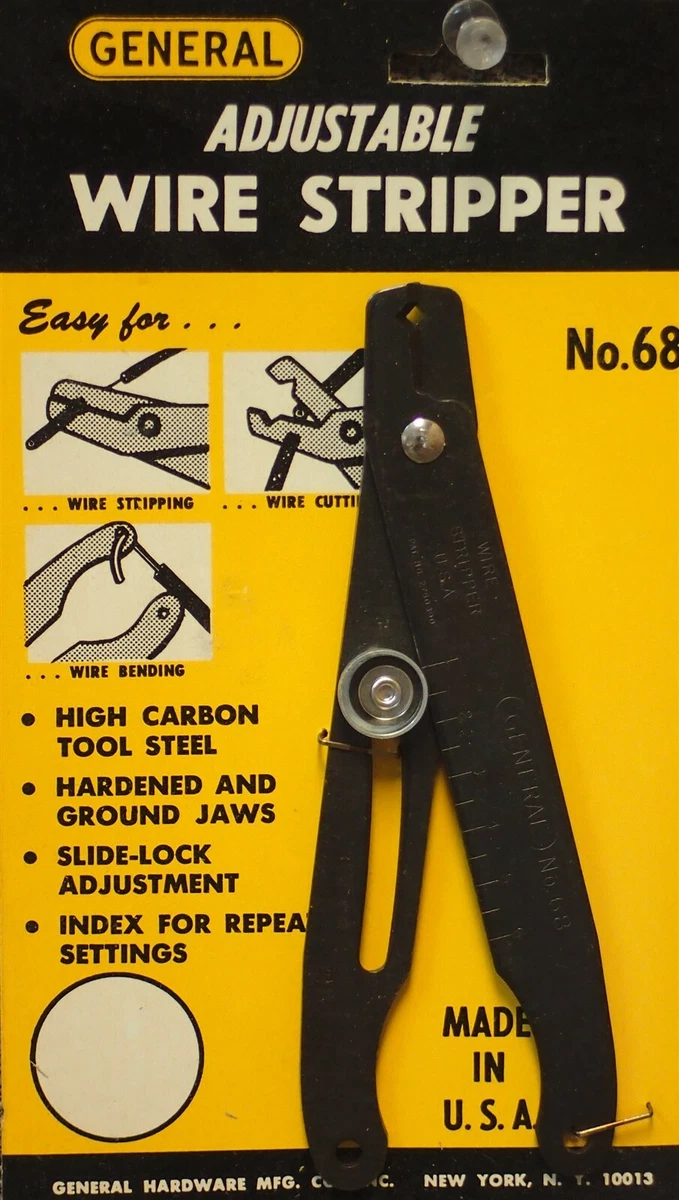 GENERAL
ADJUSTABLE
WIRE STRIPPER
Easy for . . .
No.68
. . . WIRE STRIPPING
. . . WIRE CUTTI
. . . WIRE BENDING
WIRE
STRIPPER
U.S.A.
(GENERAL) No. 68
• HIGH CARBON
TOOL STEEL
• HARDENED AND
GROUND JAWS
• SLIDE-LOCK
ADJUSTMENT
• INDEX FOR REPEA
SETTINGS
MADE
IN
U. S. A.
GENERAL HARDWARE MFG. C NC. NEW YORK, N. Y. 10013